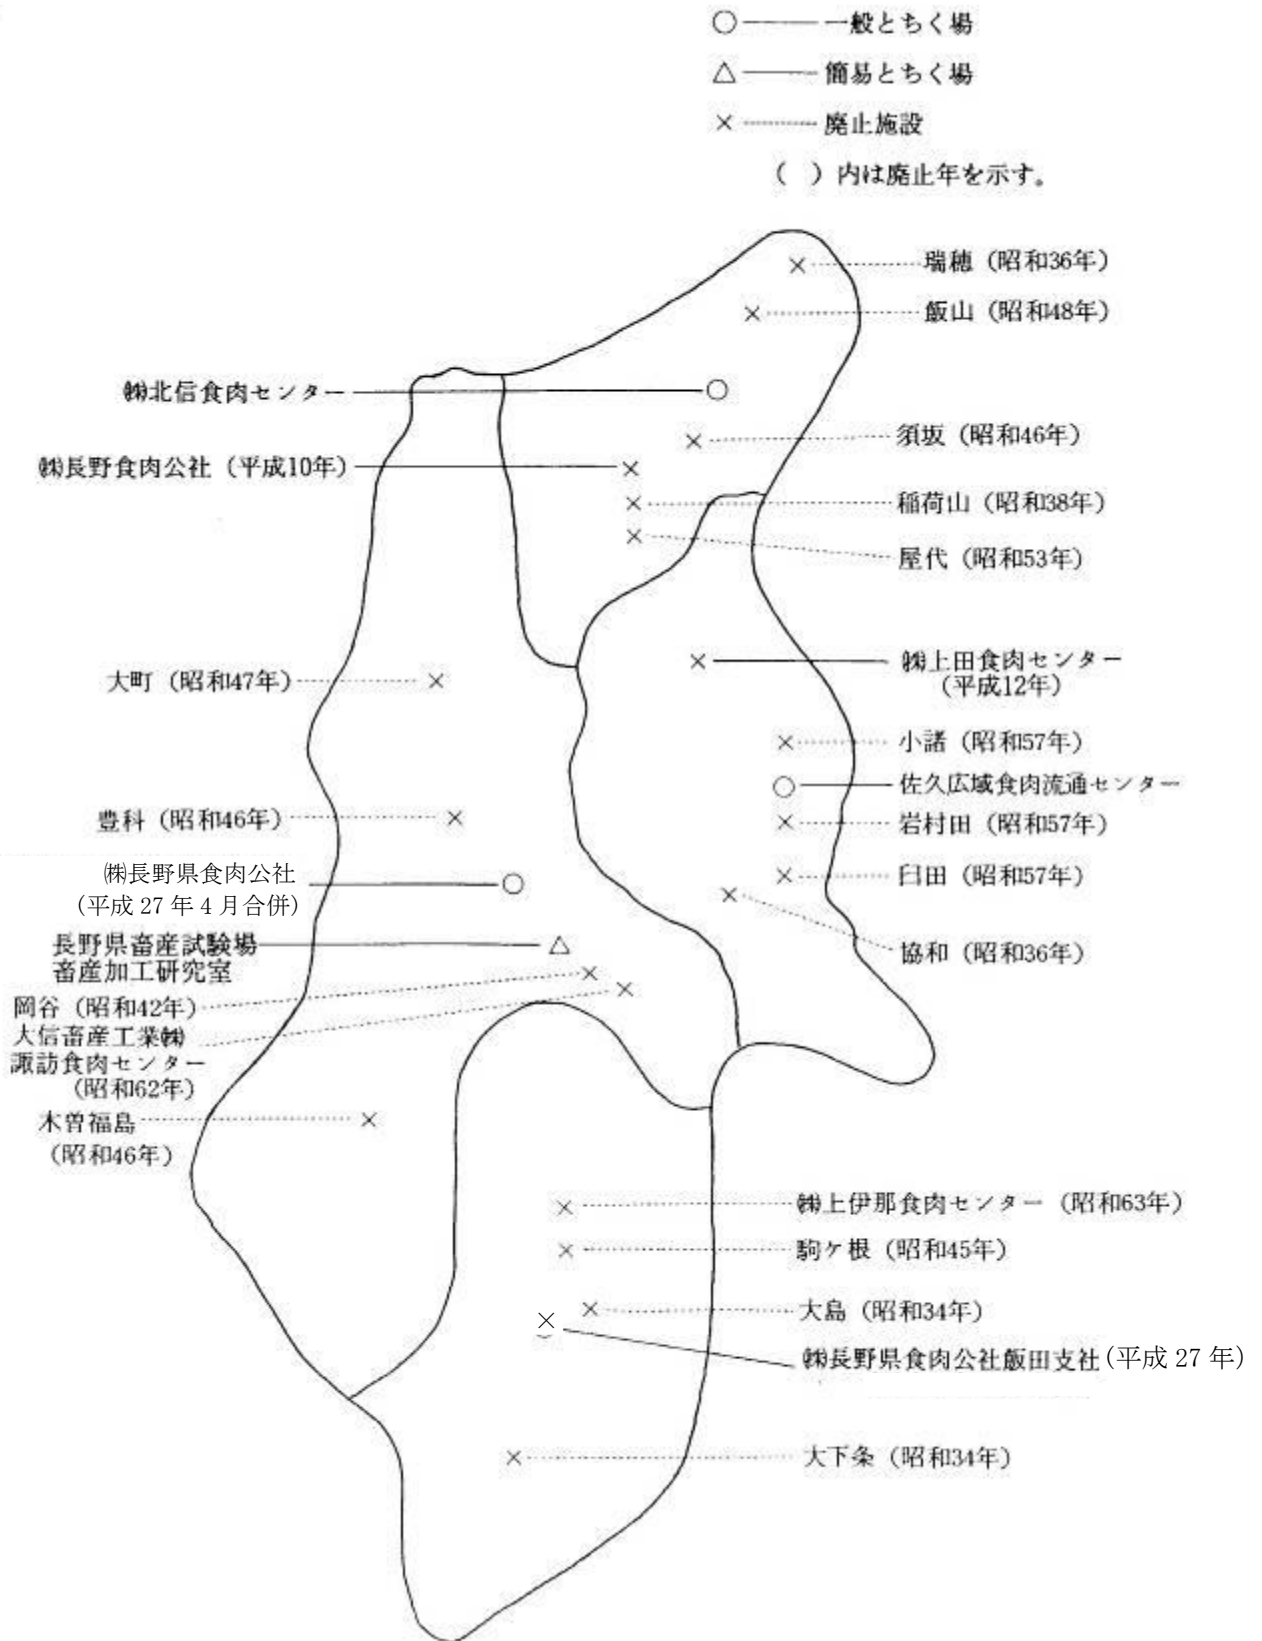 ○――― 一般とちく場
△――― 簡易とちく場
×……… 廃止施設
（ ）内は廃止年を示す。
瑞穂（昭和36年）
飯山（昭和48年）
㈱北信食肉センター
須坂（昭和46年）
㈱長野食肉公社（平成10年）
稲荷山（昭和38年）
屋代（昭和53年）
㈱上田食肉センター
（平成12年）
大町（昭和47年）
小諸（昭和57年）
佐久広域食肉流通センター
豊科（昭和46年）
岩村田（昭和57年）
㈱長野県食肉公社
（平成 27 年 4 月合併）
臼田（昭和57年）
長野県畜産試験場
畜産加工研究室
協和（昭和36年）
岡谷（昭和42年）
大信畜産工業㈱
諏訪食肉センター
（昭和62年）
木曽福島
（昭和46年）
㈱上伊那食肉センター（昭和63年）
駒ケ根（昭和45年）
大島（昭和34年）
㈱長野県食肉公社飯田支社（平成 27 年）
大下条（昭和34年）